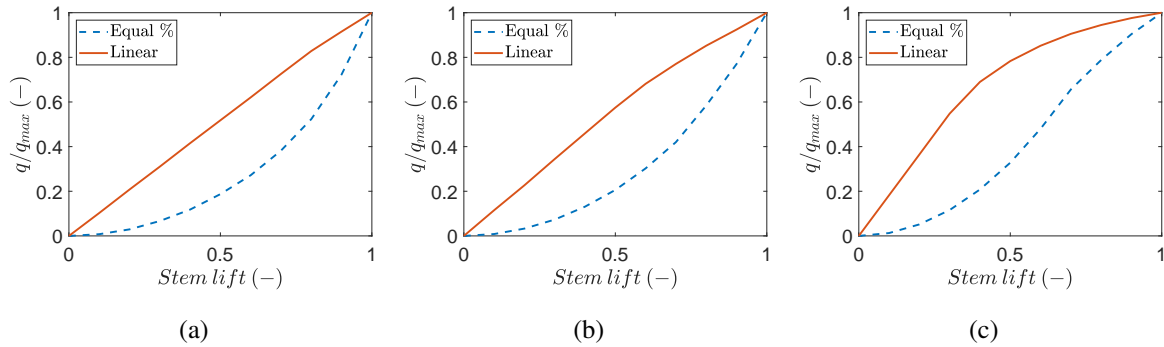 1
0.8
0.6
0.4
0.2
0
q/q_max (−)
Equal %
Linear
0
0.5
1
Stem lift (−)
(a)
1
0.8
0.6
0.4
0.2
0
q/q_max (−)
Equal %
Linear
0
0.5
1
Stem lift (−)
(b)
1
0.8
0.6
0.4
0.2
0
q/q_max (−)
Equal %
Linear
0
0.5
1
Stem lift (−)
(c)